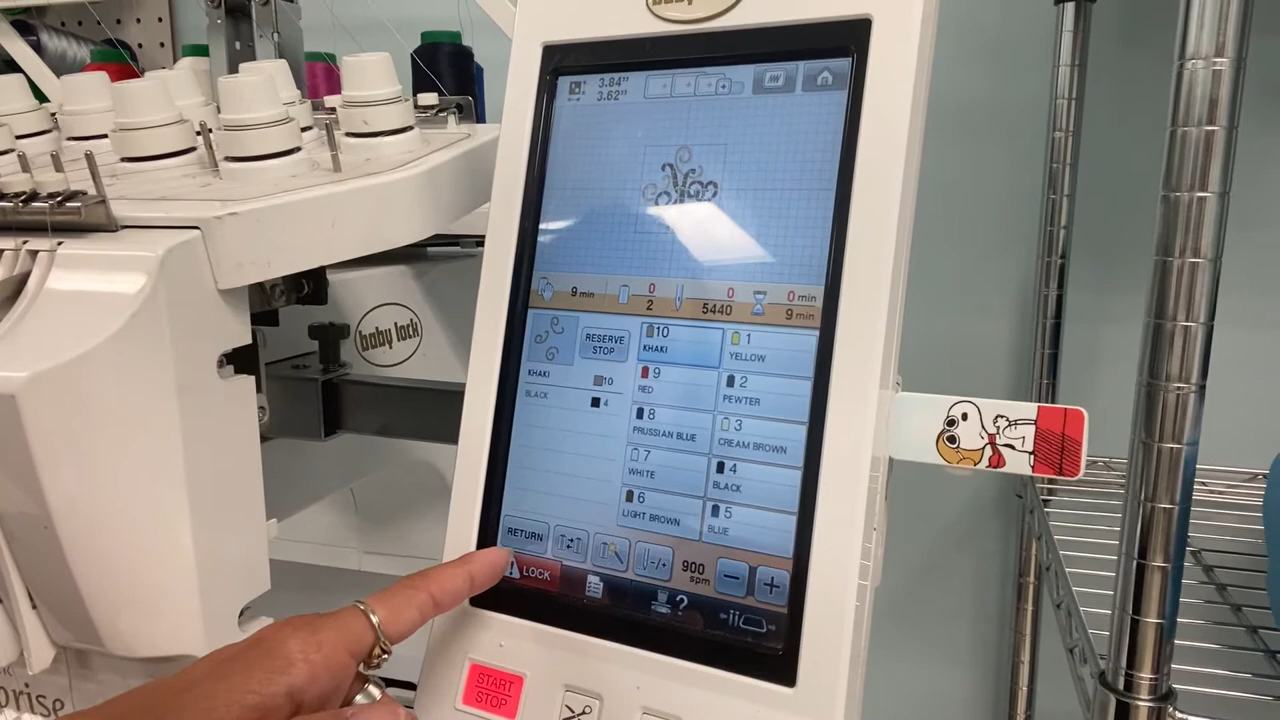 baby
3.84"
3.62"
9 min
0
2
0
5440
0 min
9 min
RESERVE STOP
KHAKI 10
BLACK 4
10 KHAKI
1 YELLOW
9 RED
2 PEWTER
8 PRUSSIAN BLUE
3 CREAM BROWN
7 WHITE
4 BLACK
6 LIGHT BROWN
5 BLUE
RETURN
-/+
900 spm
- +
LOCK
?
START STOP
baby lock
prise